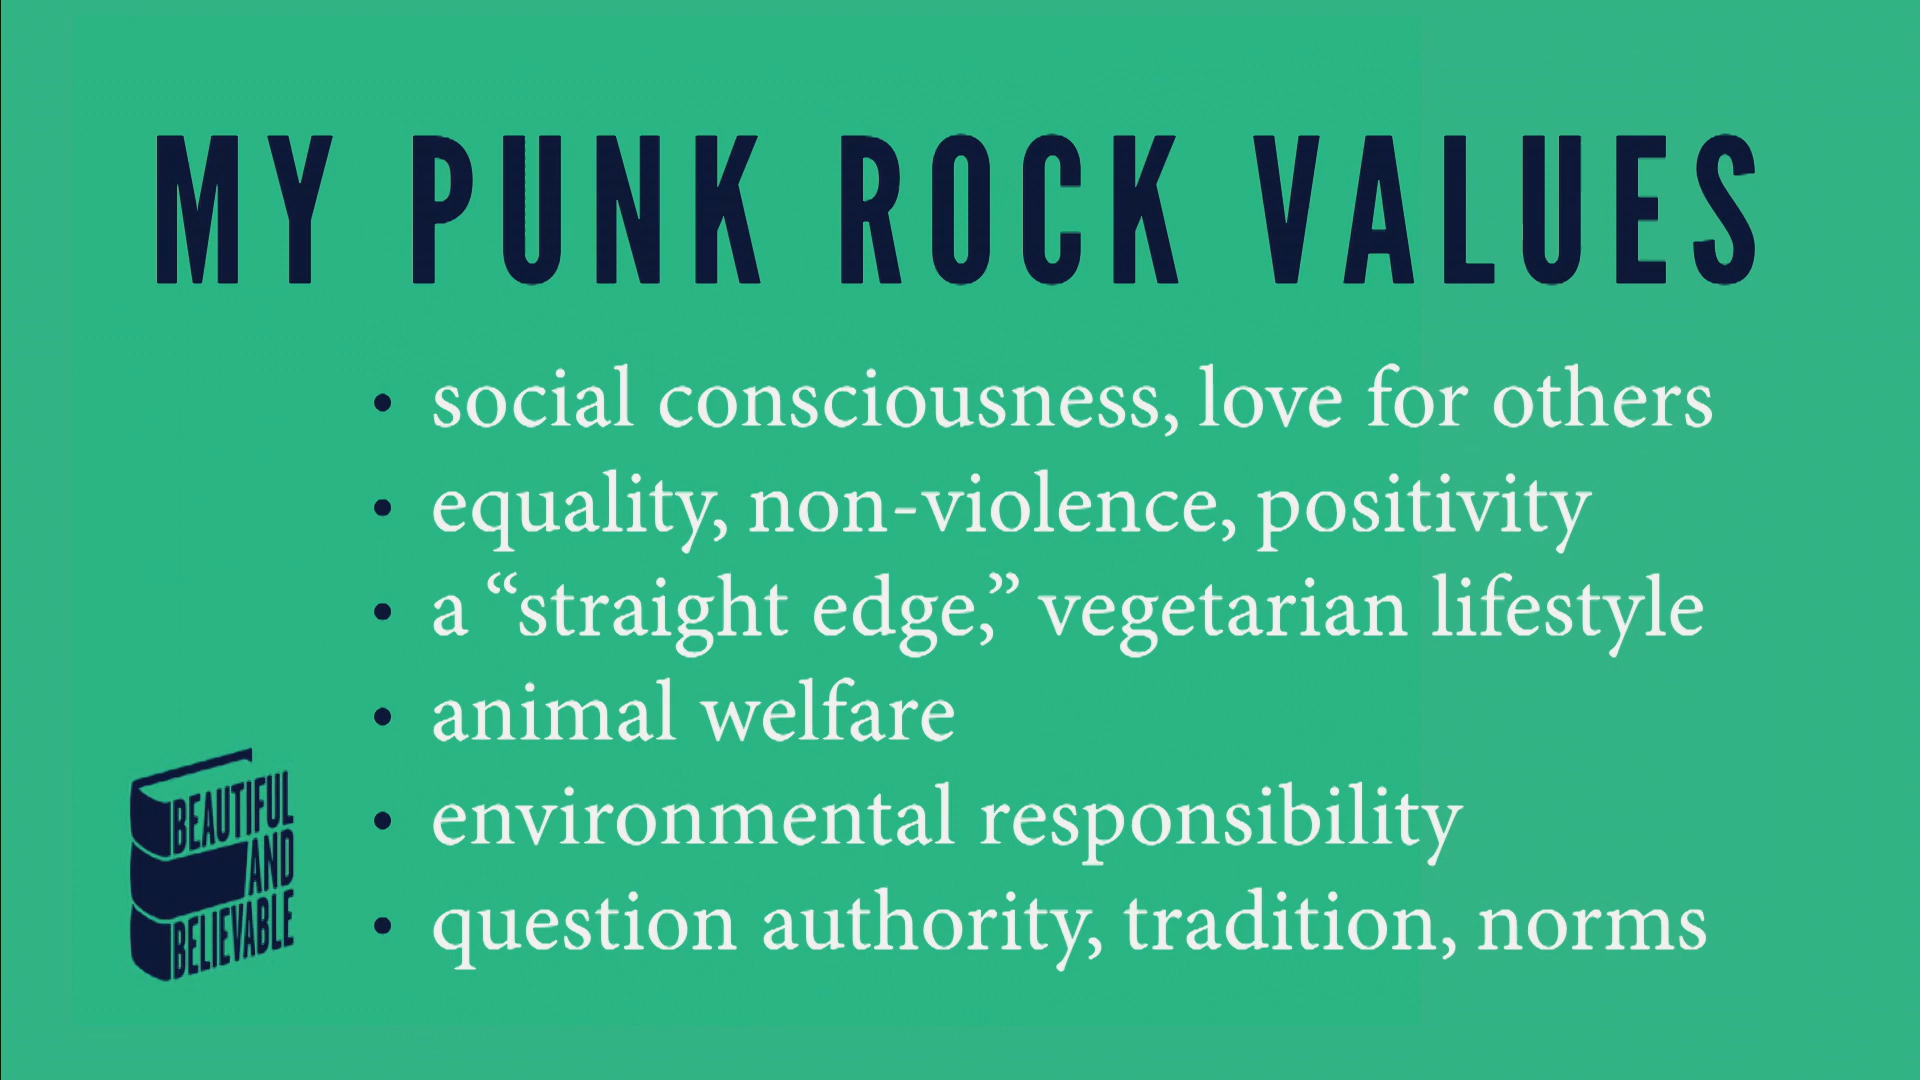 MY PUNK ROCK VALUES
• social consciousness, love for others
• equality, non-violence, positivity
• a “straight edge,” vegetarian lifestyle
• animal welfare
• environmental responsibility
• question authority, tradition, norms
BEAUTIFUL
AND
BELIEVABLE